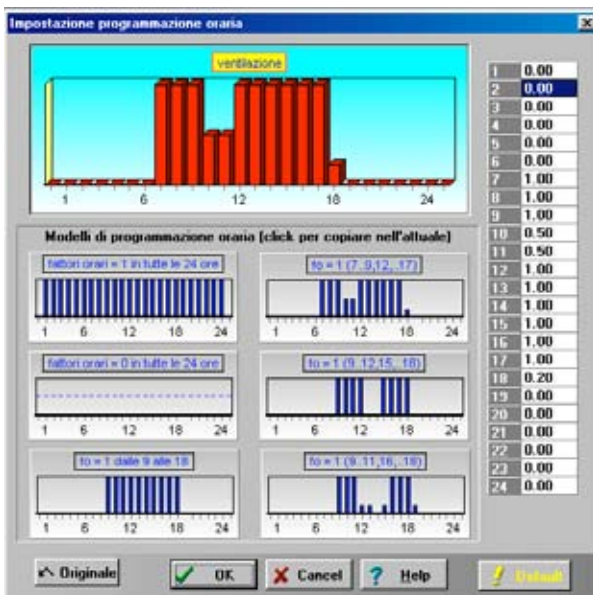 Impostazione programmazione oraria
ventilazione
1 6 12 18 24
1 0.00
2 0.00
3 0.00
4 0.00
5 0.00
6 0.00
7 1.00
8 1.00
9 1.00
10 0.50
11 0.50
12 1.00
13 1.00
14 1.00
15 1.00
16 1.00
17 1.00
18 0.20
19 0.00
20 0.00
21 0.00
22 0.00
23 0.00
24 0.00
Modelli di programmazione oraria (click per copiare nell'attuale)
fattori orari = 1 in tutte le 24 ore
1 6 12 18 24
fo = 1 (7..9,12,..17)
1 6 12 18 24
fattori orari = 0 in tutte le 24 ore
1 6 12 18 24
fo = 1 (9..12,15,..18)
1 6 12 18 24
fo = 1 dalle 9 alle 18
1 6 12 18 24
fo = 1 (9..11,16,..18)
1 6 12 18 24
Originale
OK
Cancel
Help
Default